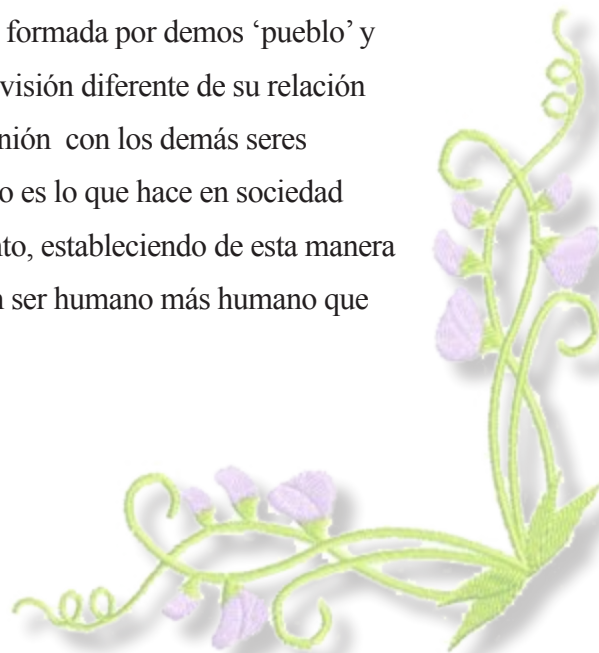 formada por demos ‘pueblo’ y
visión diferente de su relación
nión con los demás seres
o es lo que hace en sociedad
nto, estableciendo de esta manera
ser humano más humano que